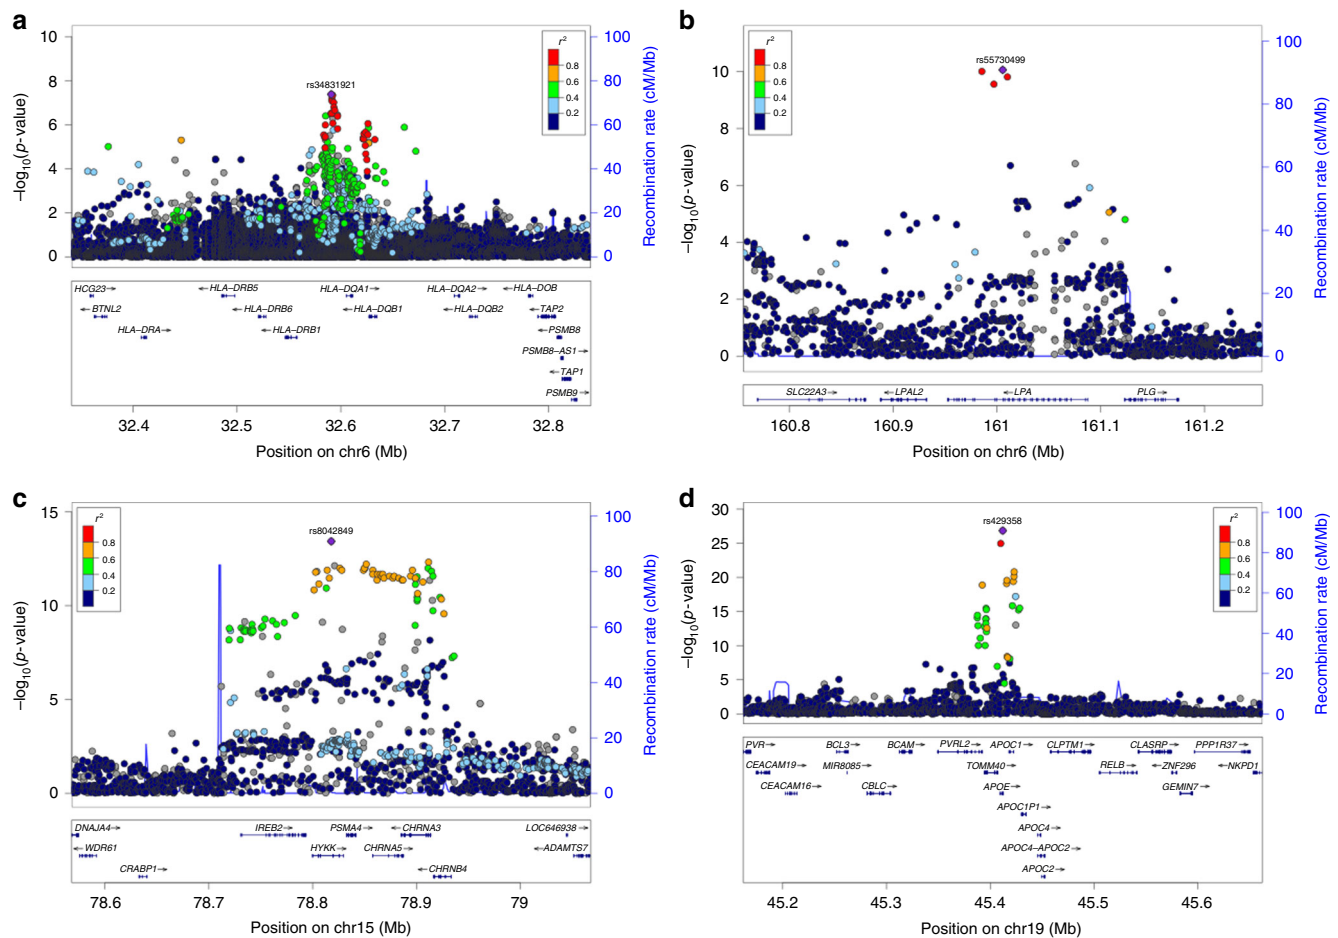 a
10
8
6
4
2
0
−log10(p-value)
100
80
60
40
20
0
Recombination rate (cM/Mb)
r2
0.8
0.6
0.4
0.2
rs34831921
HCG23→
←HLA−DRB5
HLA−DQA1→
HLA−DQA2→
←HLA−DOB
←BTNL2
←HLA−DRB6
←HLA−DQB1
←HLA−DQB2
←TAP2
HLA−DRA→
←HLA−DRB1
←PSMB8
PSMB8−AS1→
←TAP1
PSMB9→
32.4 32.5 32.6 32.7 32.8
Position on chr6 (Mb)
b
10
8
6
4
2
0
−log10(p-value)
100
80
60
40
20
0
Recombination rate (cM/Mb)
r2
0.8
0.6
0.4
0.2
rs55730499
SLC22A3→
←LPAL2
←LPA
PLG→
160.8 160.9 161 161.1 161.2
Position on chr6 (Mb)
c
15
10
5
0
−log10(p-value)
100
80
60
40
20
0
Recombination rate (cM/Mb)
r2
0.8
0.6
0.4
0.2
rs8042849
DNAJA4→
IREB2→
PSMA4→
←CHRNA3
LOC646938→
←WDR61
HYKK→
CHRNA5→
←ADAMTS7
CRABP1→
←CHRNB4
78.6 78.7 78.8 78.9 79
Position on chr15 (Mb)
d
30
25
20
15
10
5
0
−log10(p-value)
100
80
60
40
20
0
Recombination rate (cM/Mb)
r2
0.8
0.6
0.4
0.2
rs429358
PVR→
BCL3→
BCAM→
PVRL2→
APOC1→
CLPTM1→
←CLASRP
PPP1R37→
CEACAM19→
MIR8085→
TOMM40→
RELB→
←ZNF296
←NKPD1
CEACAM16→
CBLC→
APOE→
GEMIN7→
APOC1P1→
APOC4→
APOC4−APOC2→
APOC2→
45.2 45.3 45.4 45.5 45.6
Position on chr19 (Mb)